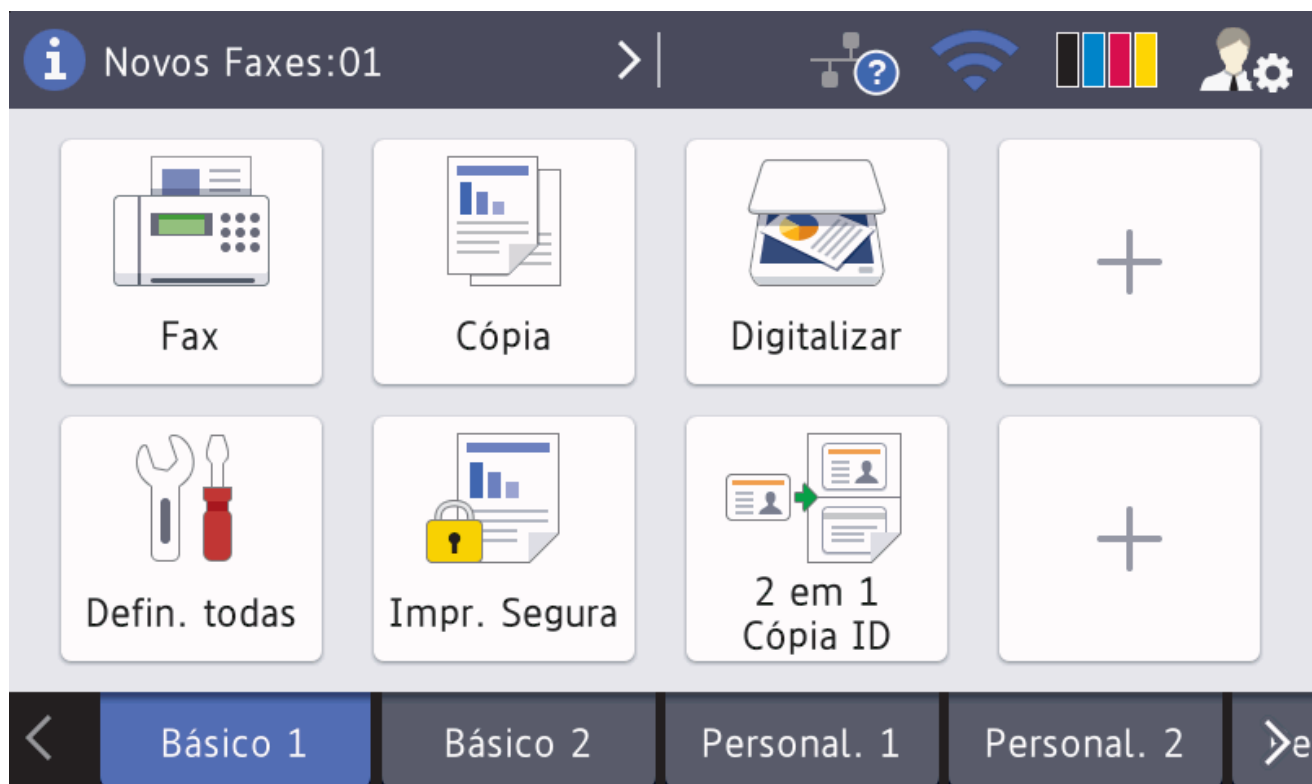 Novos Faxes:01
Fax
Cópia
Digitalizar
Defin. todas
Impr. Segura
2 em 1
Cópia ID
Básico 1
Básico 2
Personal. 1
Personal. 2